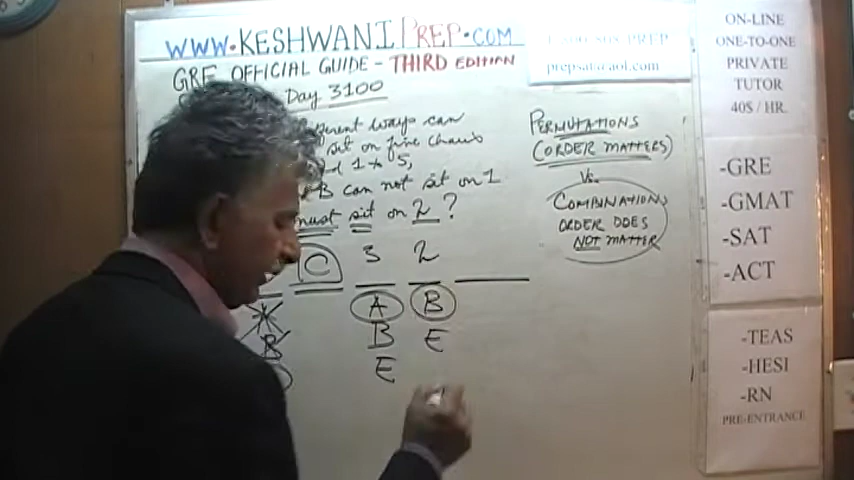 WWW.KESHWANIPREP.COM
GRE OFFICIAL GUIDE - THIRD EDITION
Day 3100
ways can
sit on five chairs
1 to 5,
B can not sit on 1
must sit on 2 ?
C 3 2
A B
B E
B
E
prepsat@aol.com
PERMUTATIONS
(ORDER MATTERS)
Vs.
COMBINATIONS
ORDER DOES
NOT MATTER
ON-LINE
ONE-TO-ONE
PRIVATE
TUTOR
40$ / HR.
-GRE
-GMAT
-SAT
-ACT
-TEAS
-HESI
-RN
PRE-ENTRANCE